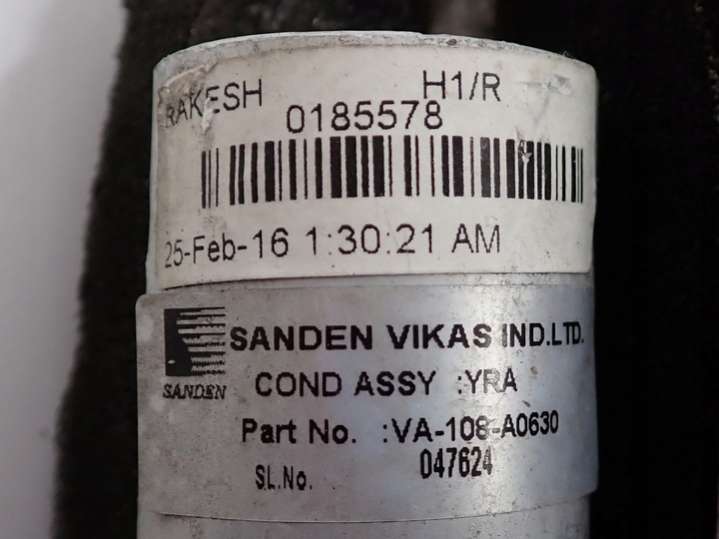 RAKESH H1/R
0185578
25-Feb-16 1:30:21 AM
SANDEN VIKAS IND.LTD.
SANDEN
COND ASSY :YRA
Part No. :VA-108-A0630
SL.No. 047624